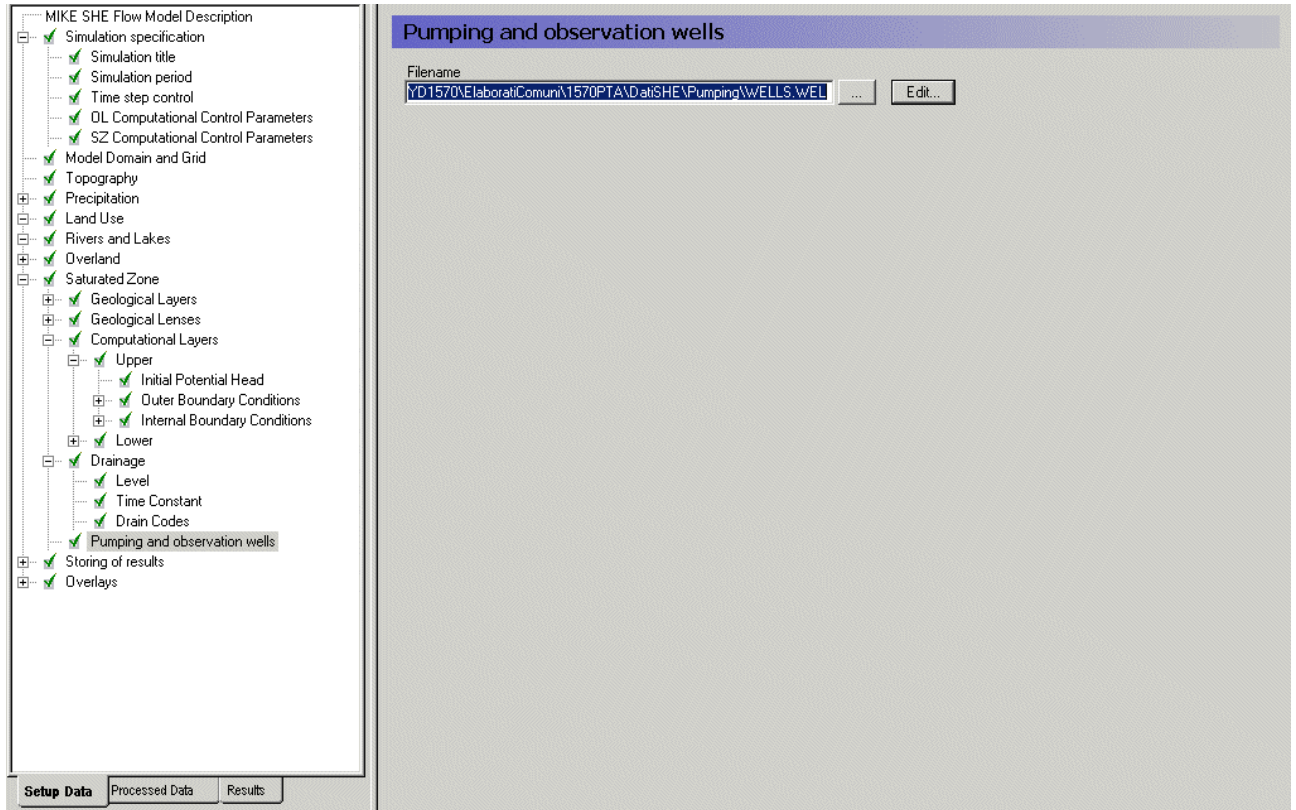 MIKE SHE Flow Model Description
Simulation specification
Simulation title
Simulation period
Time step control
OL Computational Control Parameters
SZ Computational Control Parameters
Model Domain and Grid
Topography
Precipitation
Land Use
Rivers and Lakes
Overland
Saturated Zone
Geological Layers
Geological Lenses
Computational Layers
Upper
Initial Potential Head
Outer Boundary Conditions
Internal Boundary Conditions
Lower
Drainage
Level
Time Constant
Drain Codes
Pumping and observation wells
Storing of results
Overlays
Setup Data Processed Data Results
Pumping and observation wells
Filename
YD1570\ElaboratiComuni\1570PTA\DatiSHE\Pumping\WELLS.WEL ... Edit...